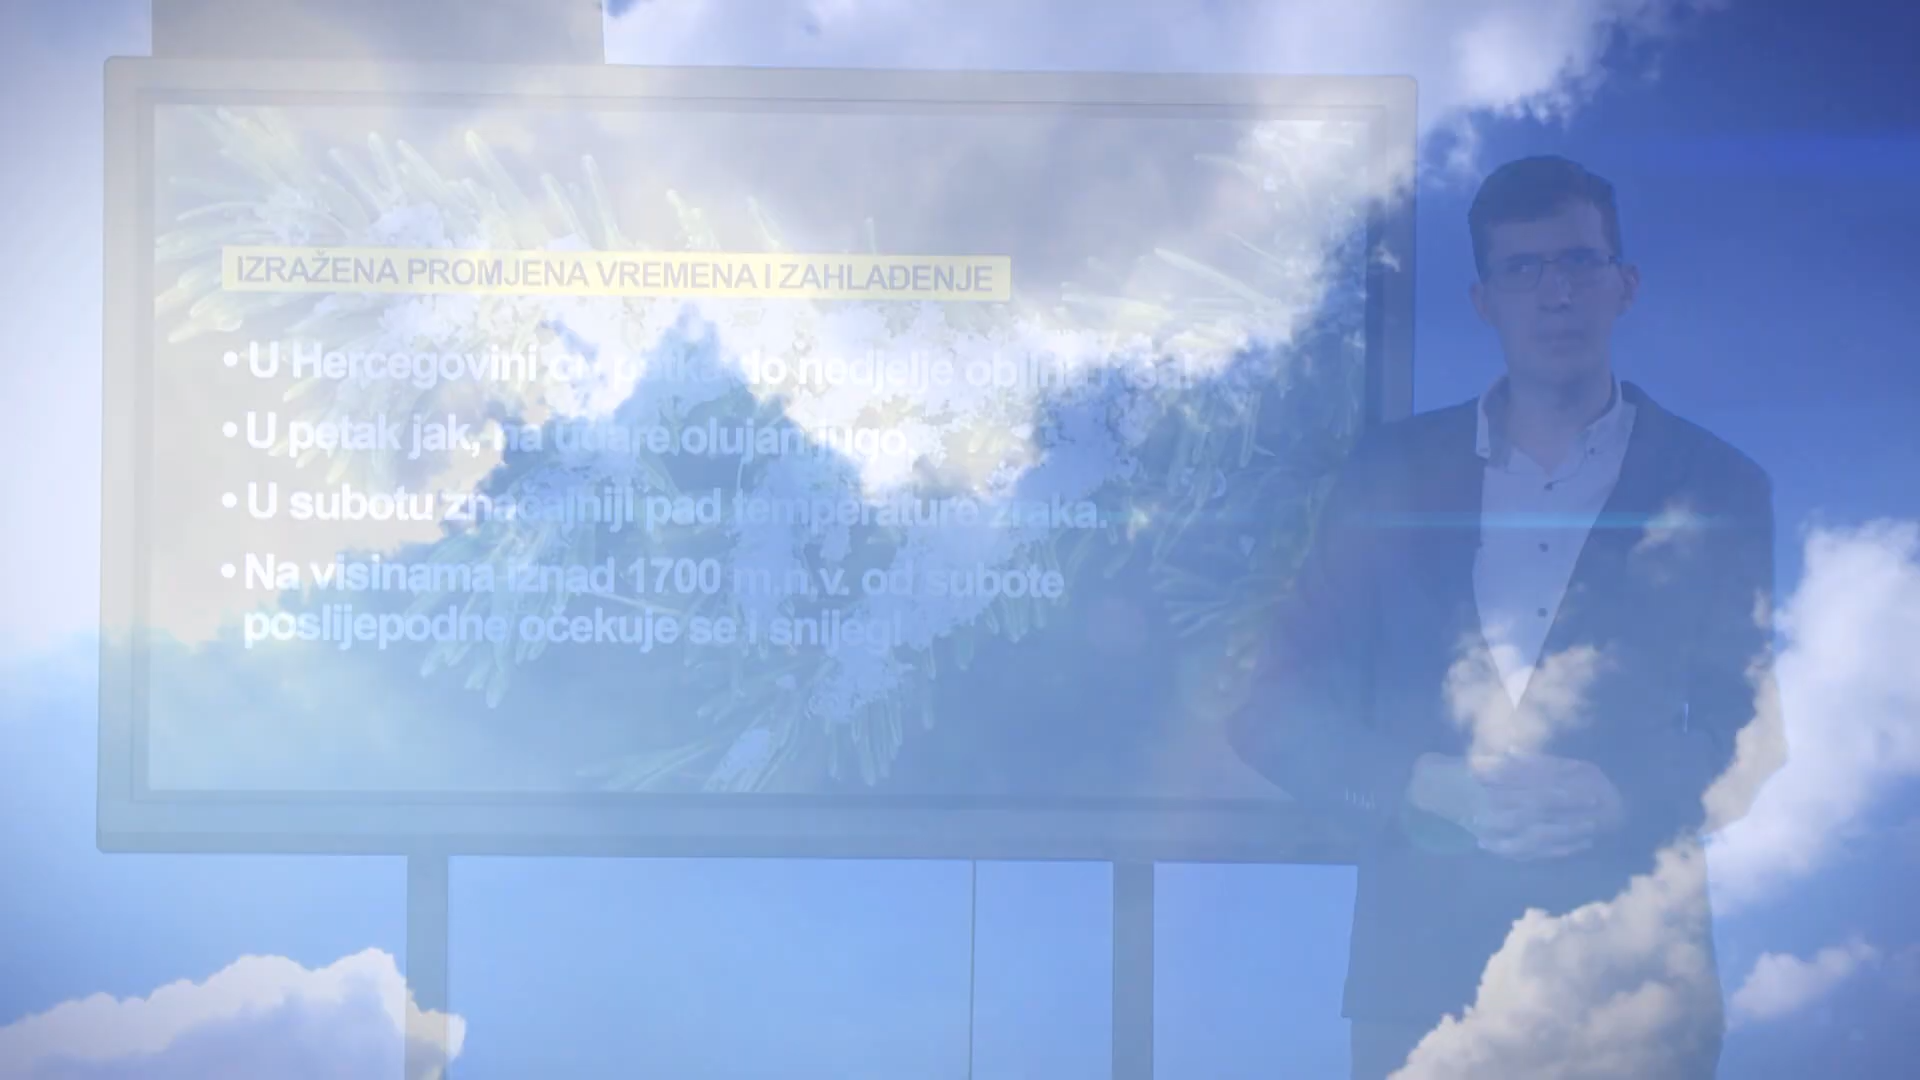 IZRAŽENA PROMJENA VREMENA I ZAHLAĐENJE
• U Hercegovini od petka do nedjelje obilna kiša!
• U petak jak, na udare olujan jugo.
• U subotu značajniji pad temperature zraka.
• Na visinama iznad 1700 m.n.v. od subote
poslijepodne očekuje se i snijeg!